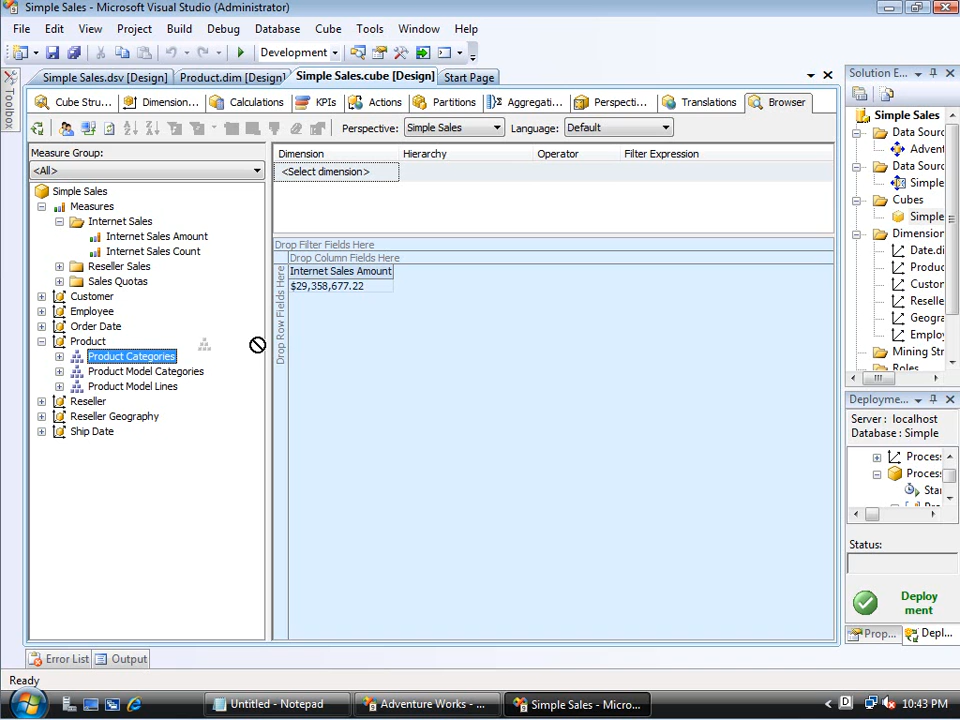 Simple Sales - Microsoft Visual Studio (Administrator)
File Edit View Project Build Debug Database Cube Tools Window Help
Development
Simple Sales.dsv [Design] Product.dim [Design] Simple Sales.cube [Design] Start Page
Cube Stru... Dimension... Calculations KPIs Actions Partitions Aggregati... Perspecti... Translations Browser
Perspective: Simple Sales Language: Default
Measure Group:
<All>
Simple Sales
Measures
Internet Sales
Internet Sales Amount
Internet Sales Count
Reseller Sales
Sales Quotas
Customer
Employee
Order Date
Product
Product Categories
Product Model Categories
Product Model Lines
Reseller
Reseller Geography
Ship Date
Dimension Hierarchy Operator Filter Expression
<Select dimension>
Drop Filter Fields Here
Drop Column Fields Here
Drop Row Fields Here
Internet Sales Amount
$29,358,677.22
Toolbox
Solution E...
Simple Sales
Data Sourc
Advent
Data Sourc
Simple
Cubes
Simple
Dimension
Date.di
Produc
Custon
Reselle
Geogra
Employ
Mining Str
Roles
Deployme...
Server : localhost
Database : Simple
Proces:
Proces:
Star
Status:
Deploy
ment
Prop... Depl...
Error List Output
Ready
Untitled - Notepad Adventure Works - ... Simple Sales - Micro...
D
10:43 PM